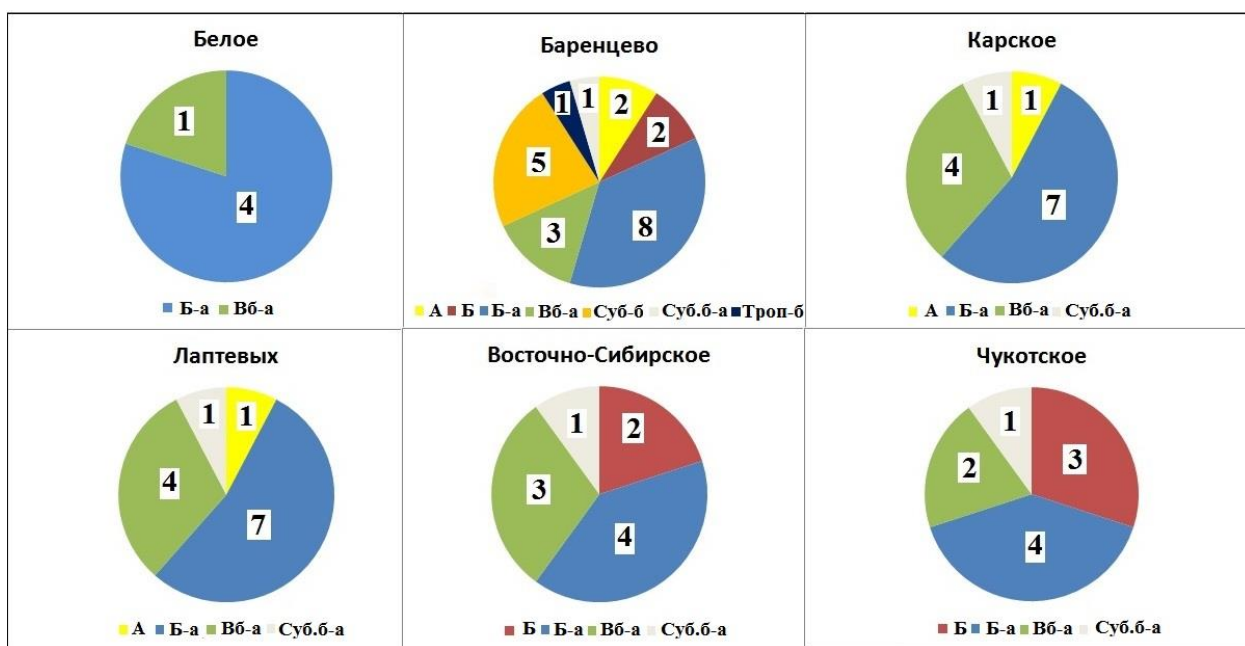 Белое
1
4
Б-а Вб-а
Баренцево
1 1 2
2
5
3 8
А Б Б-а Вб-а Суб-б Суб.б-а Троп-б
Карское
1 1
4
7
А Б-а Вб-а Суб.б-а
Лаптевых
1 1
4
7
А Б-а Вб-а Суб.б-а
Восточно-Сибирское
1 2
3
4
Б Б-а Вб-а Суб.б-а
Чукотское
1
3
2
4
Б Б-а Вб-а Суб.б-а